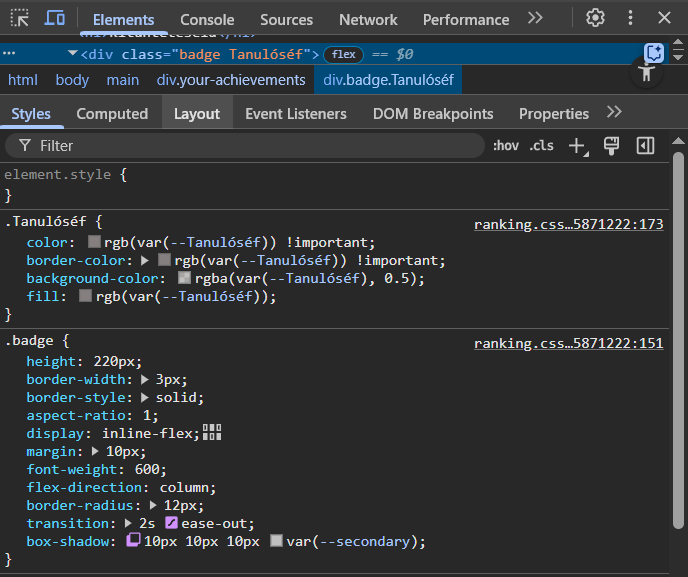 Elements Console Sources Network Performance
<div class="badge Tanulóséf"> flex == $0
html body main div.your-achievements div.badge.Tanulóséf
Styles Computed Layout Event Listeners DOM Breakpoints Properties
Filter :hov .cls
element.style {
}
.Tanulóséf { ranking.css…5871222:173
color: rgb(var(--Tanulóséf)) !important;
border-color: rgb(var(--Tanulóséf)) !important;
background-color: rgba(var(--Tanulóséf), 0.5);
fill: rgb(var(--Tanulóséf));
}
.badge { ranking.css…5871222:151
height: 220px;
border-width: 3px;
border-style: solid;
aspect-ratio: 1;
display: inline-flex;
margin: 10px;
font-weight: 600;
flex-direction: column;
border-radius: 12px;
transition: 2s ease-out;
box-shadow: 10px 10px 10px var(--secondary);
}